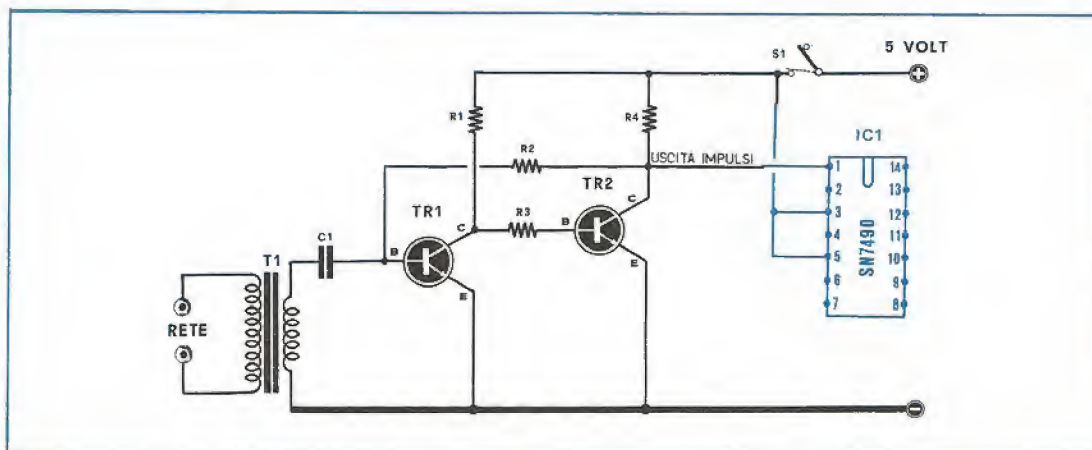 S1
5 VOLT
+
R1
R4
IC1
R2
USCITA IMPULSI
1
14
2
13
3
12
4
11
5
10
6
9
7
8
SN7490
TR2
C
B
E
R3
TR1
C
B
E
C1
T1
RETE
-